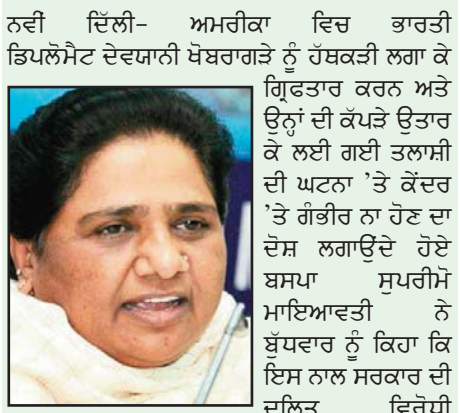 ਨਵੀਂ ਦਿੱਲੀ- ਅਮਰੀਕਾ ਵਿਚ ਭਾਰਤੀ
ਡਿਪਲੋਮੈਟ ਦੇਵਯਾਨੀ ਖੋਬਰਾਗੜੇ ਨੂੰ ਹੱਥਕੜੀ ਲਗਾ ਕੇ
ਗ੍ਰਿਫਤਾਰ ਕਰਨ ਅਤੇ
ਉਨ੍ਹਾਂ ਦੀ ਕੱਪੜੇ ਉਤਾਰ
ਕੇ ਲਈ ਗਈ ਤਲਾਸ਼ੀ
ਦੀ ਘਟਨਾ 'ਤੇ ਕੇਂਦਰ
'ਤੇ ਗੰਭੀਰ ਨਾ ਹੋਣ ਦਾ
ਦੋਸ਼ ਲਗਾਉਂਦੇ ਹੋਏ
ਬਸਪਾ ਸੁਪਰੀਮੋ
ਮਾਇਆਵਤੀ ਨੇ
ਬੁੱਧਵਾਰ ਨੂੰ ਕਿਹਾ ਕਿ
ਇਸ ਨਾਲ ਸਰਕਾਰ ਦੀ
ਦਲਿਤ ਵਿਰੋਧੀ